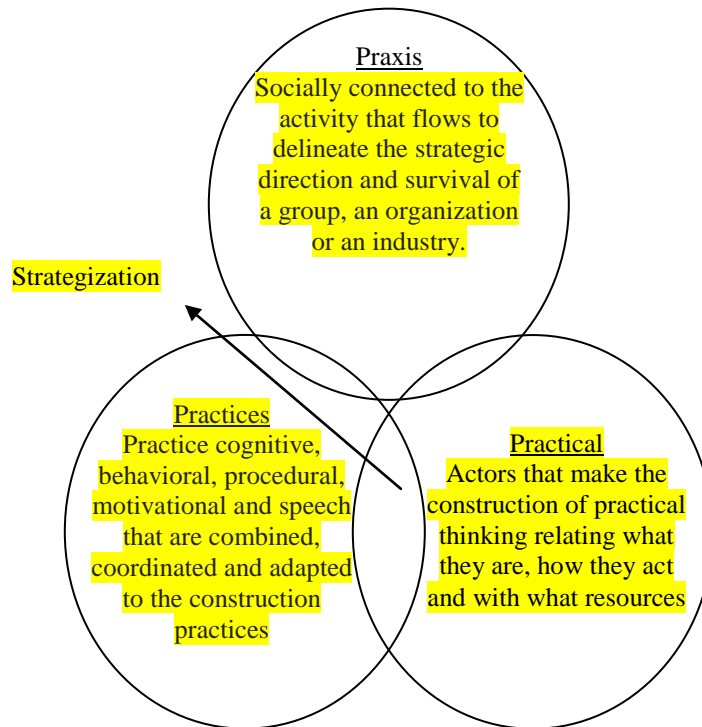 Praxis
Socially connected to the
activity that flows to
delineate the strategic
direction and survival of
a group, an organization
or an industry.
Strategization
Practices
Practice cognitive,
behavioral, procedural,
motivational and speech
that are combined,
coordinated and adapted
to the construction
practices
Practical
Actors that make the
construction of practical
thinking relating what
they are, how they act
and with what resources